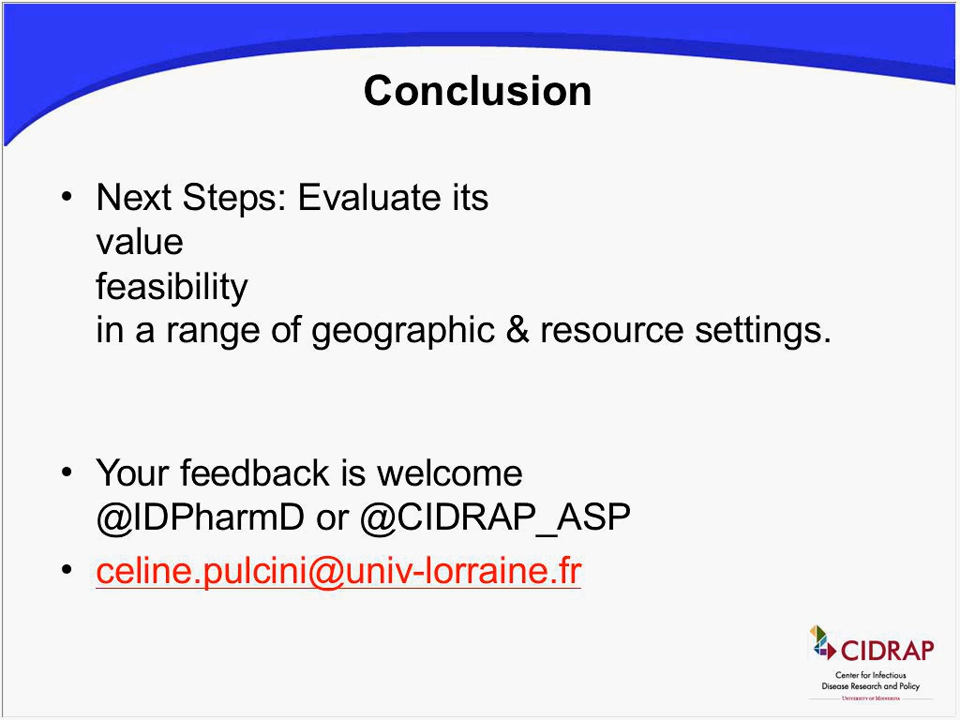 Conclusion
• Next Steps: Evaluate its
value
feasibility
in a range of geographic & resource settings.
• Your feedback is welcome
@IDPharmD or @CIDRAP_ASP
• celine.pulcini@univ-lorraine.fr
CIDRAP
Center for Infectious
Disease Research and Policy
UNIVERSITY OF MINNESOTA